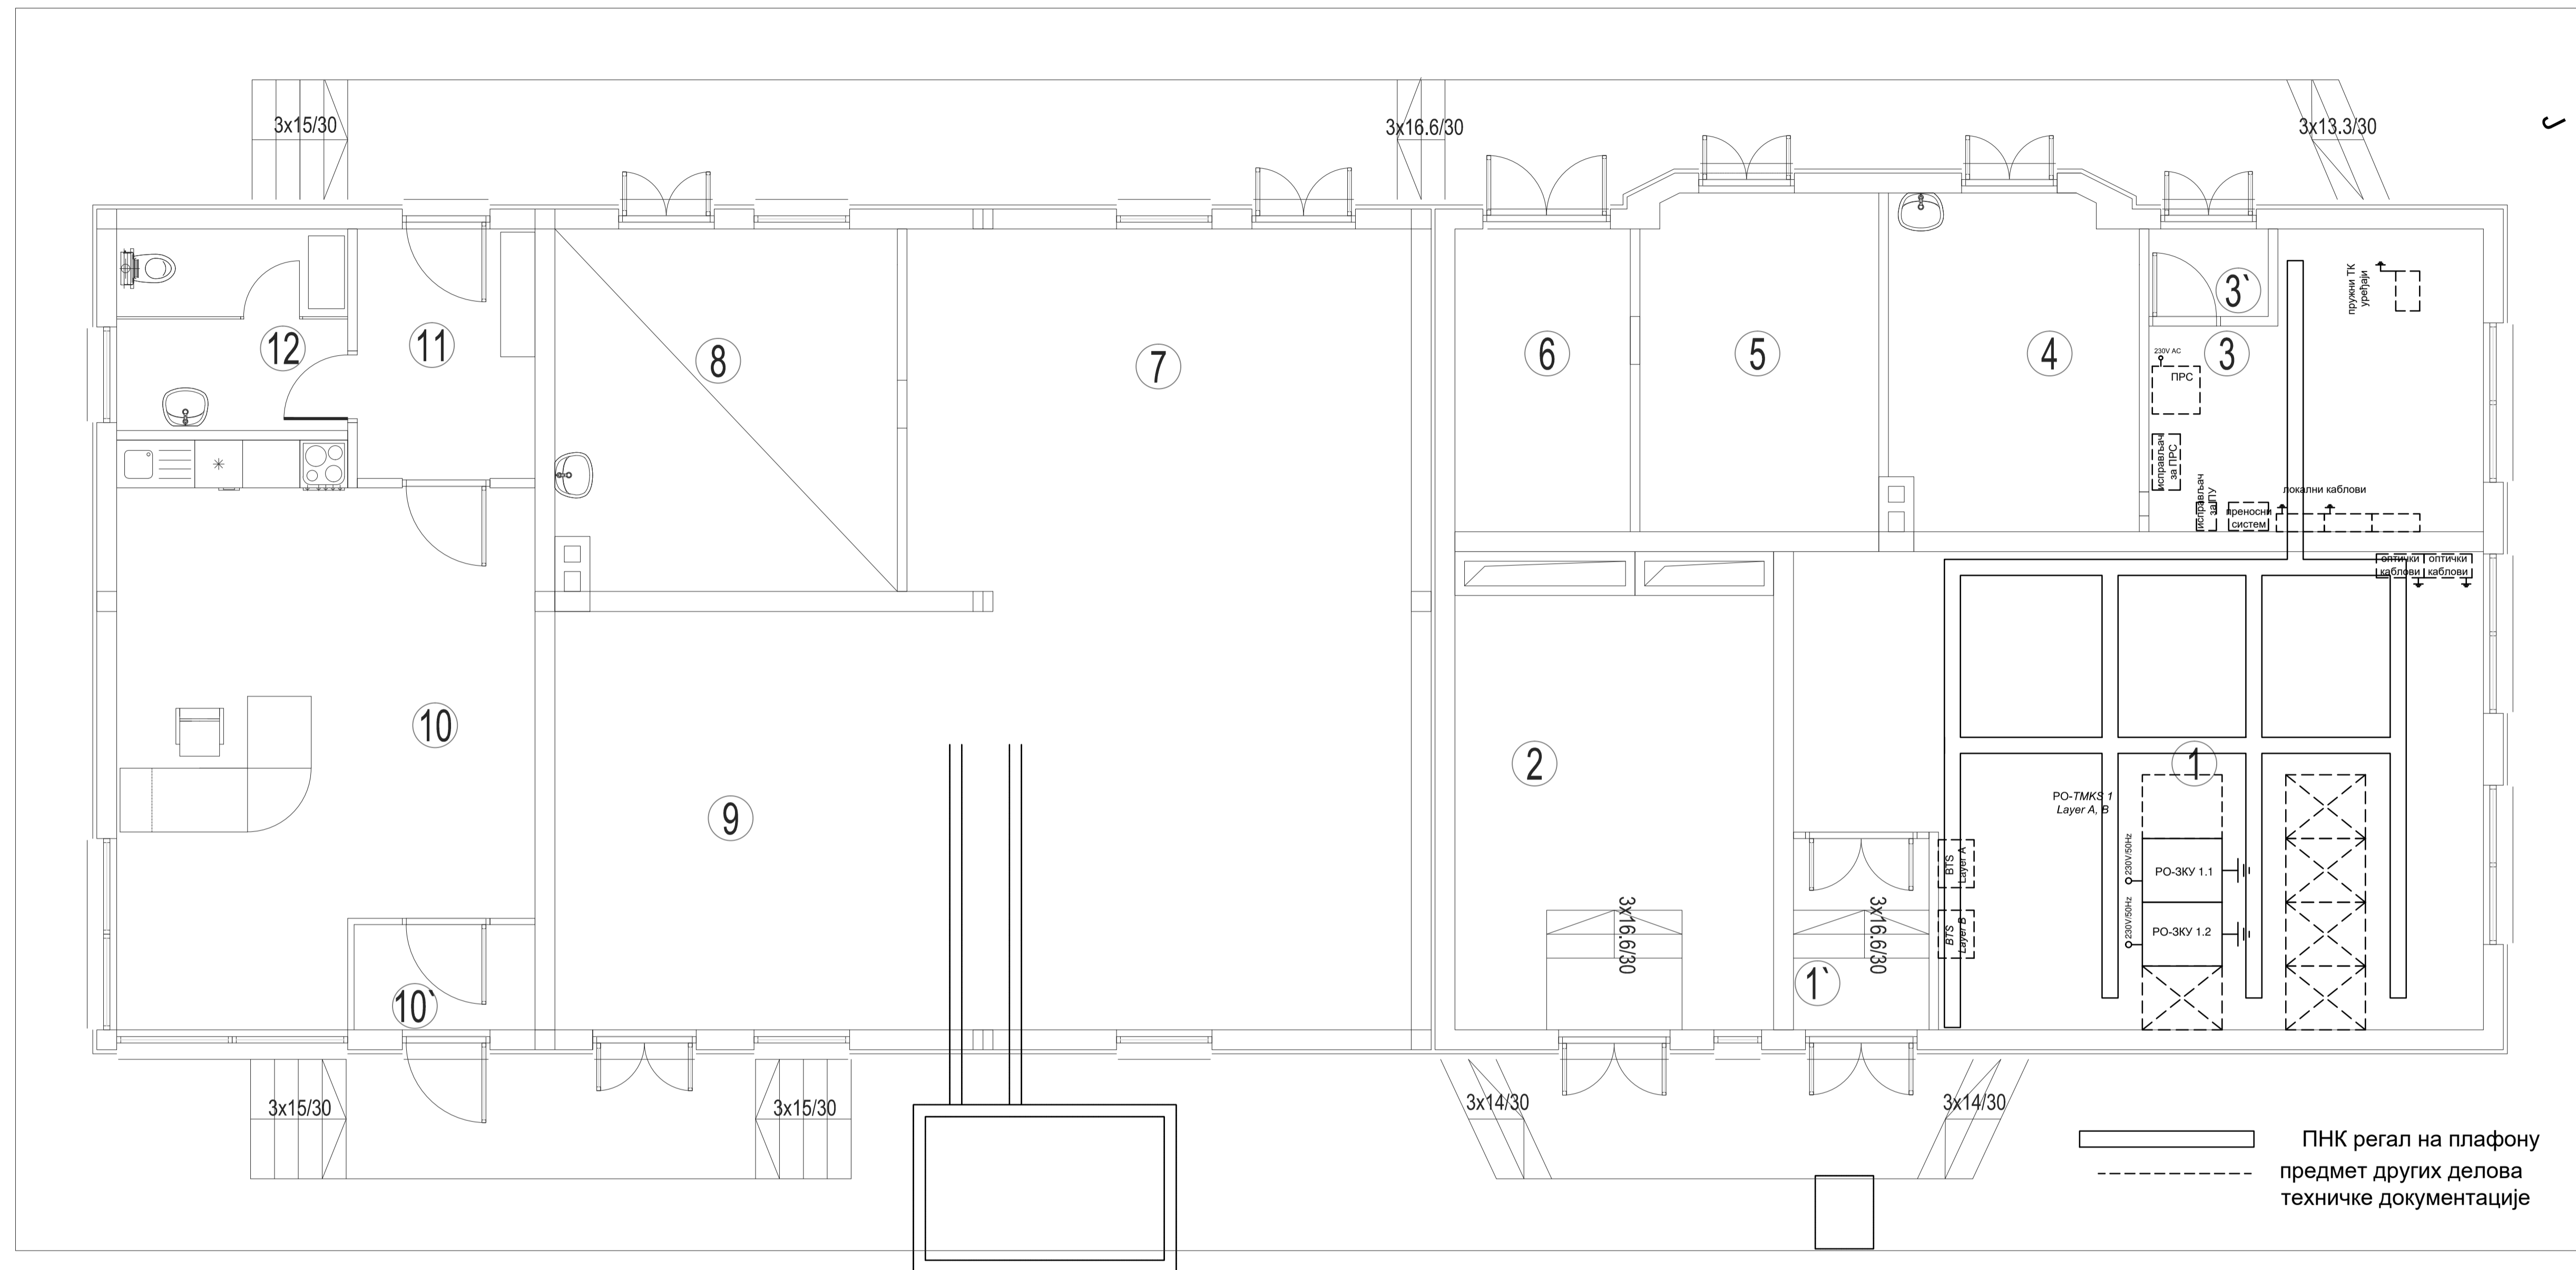 3x15/30
3x16.6/30
3x13.3/30
12
11
8
7
6
5
4
3`
3
пружни ТК
уређаји
230V AC
ПРС
исправљач
за ПРС
исправљач
за ПУ
преносни
систем
локални каблови
оптички
каблови
оптички
каблови
10
9
2
1
РО-TMKS 1
Layer A, B
BTS
Layer A
BTS
Layer B
230V/50Hz
РО-ЗКУ 1.1
230V/50Hz
РО-ЗКУ 1.2
3x16.6/30
3x16.6/30
10`
1`
3x15/30
3x15/30
3x14/30
3x14/30
ПНК регал на плафону
предмет других делова
техничке документације